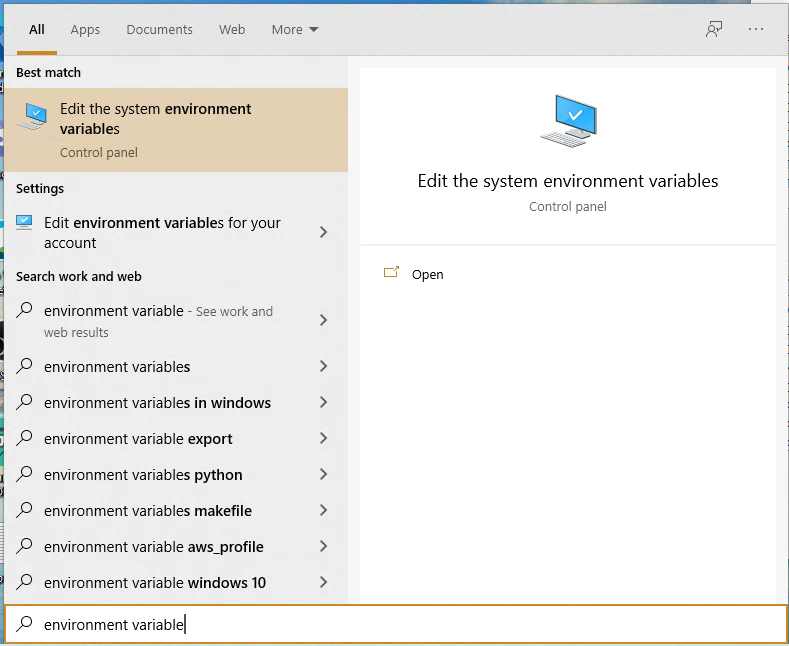 All Apps Documents Web More
Best match
Edit the system environment
variables
Control panel
Settings
Edit environment variables for your
account
Search work and web
environment variable - See work and
web results
environment variables
environment variables in windows
environment variable export
environment variables python
environment variables makefile
environment variable aws_profile
environment variable windows 10
environment variable
Edit the system environment variables
Control panel
Open